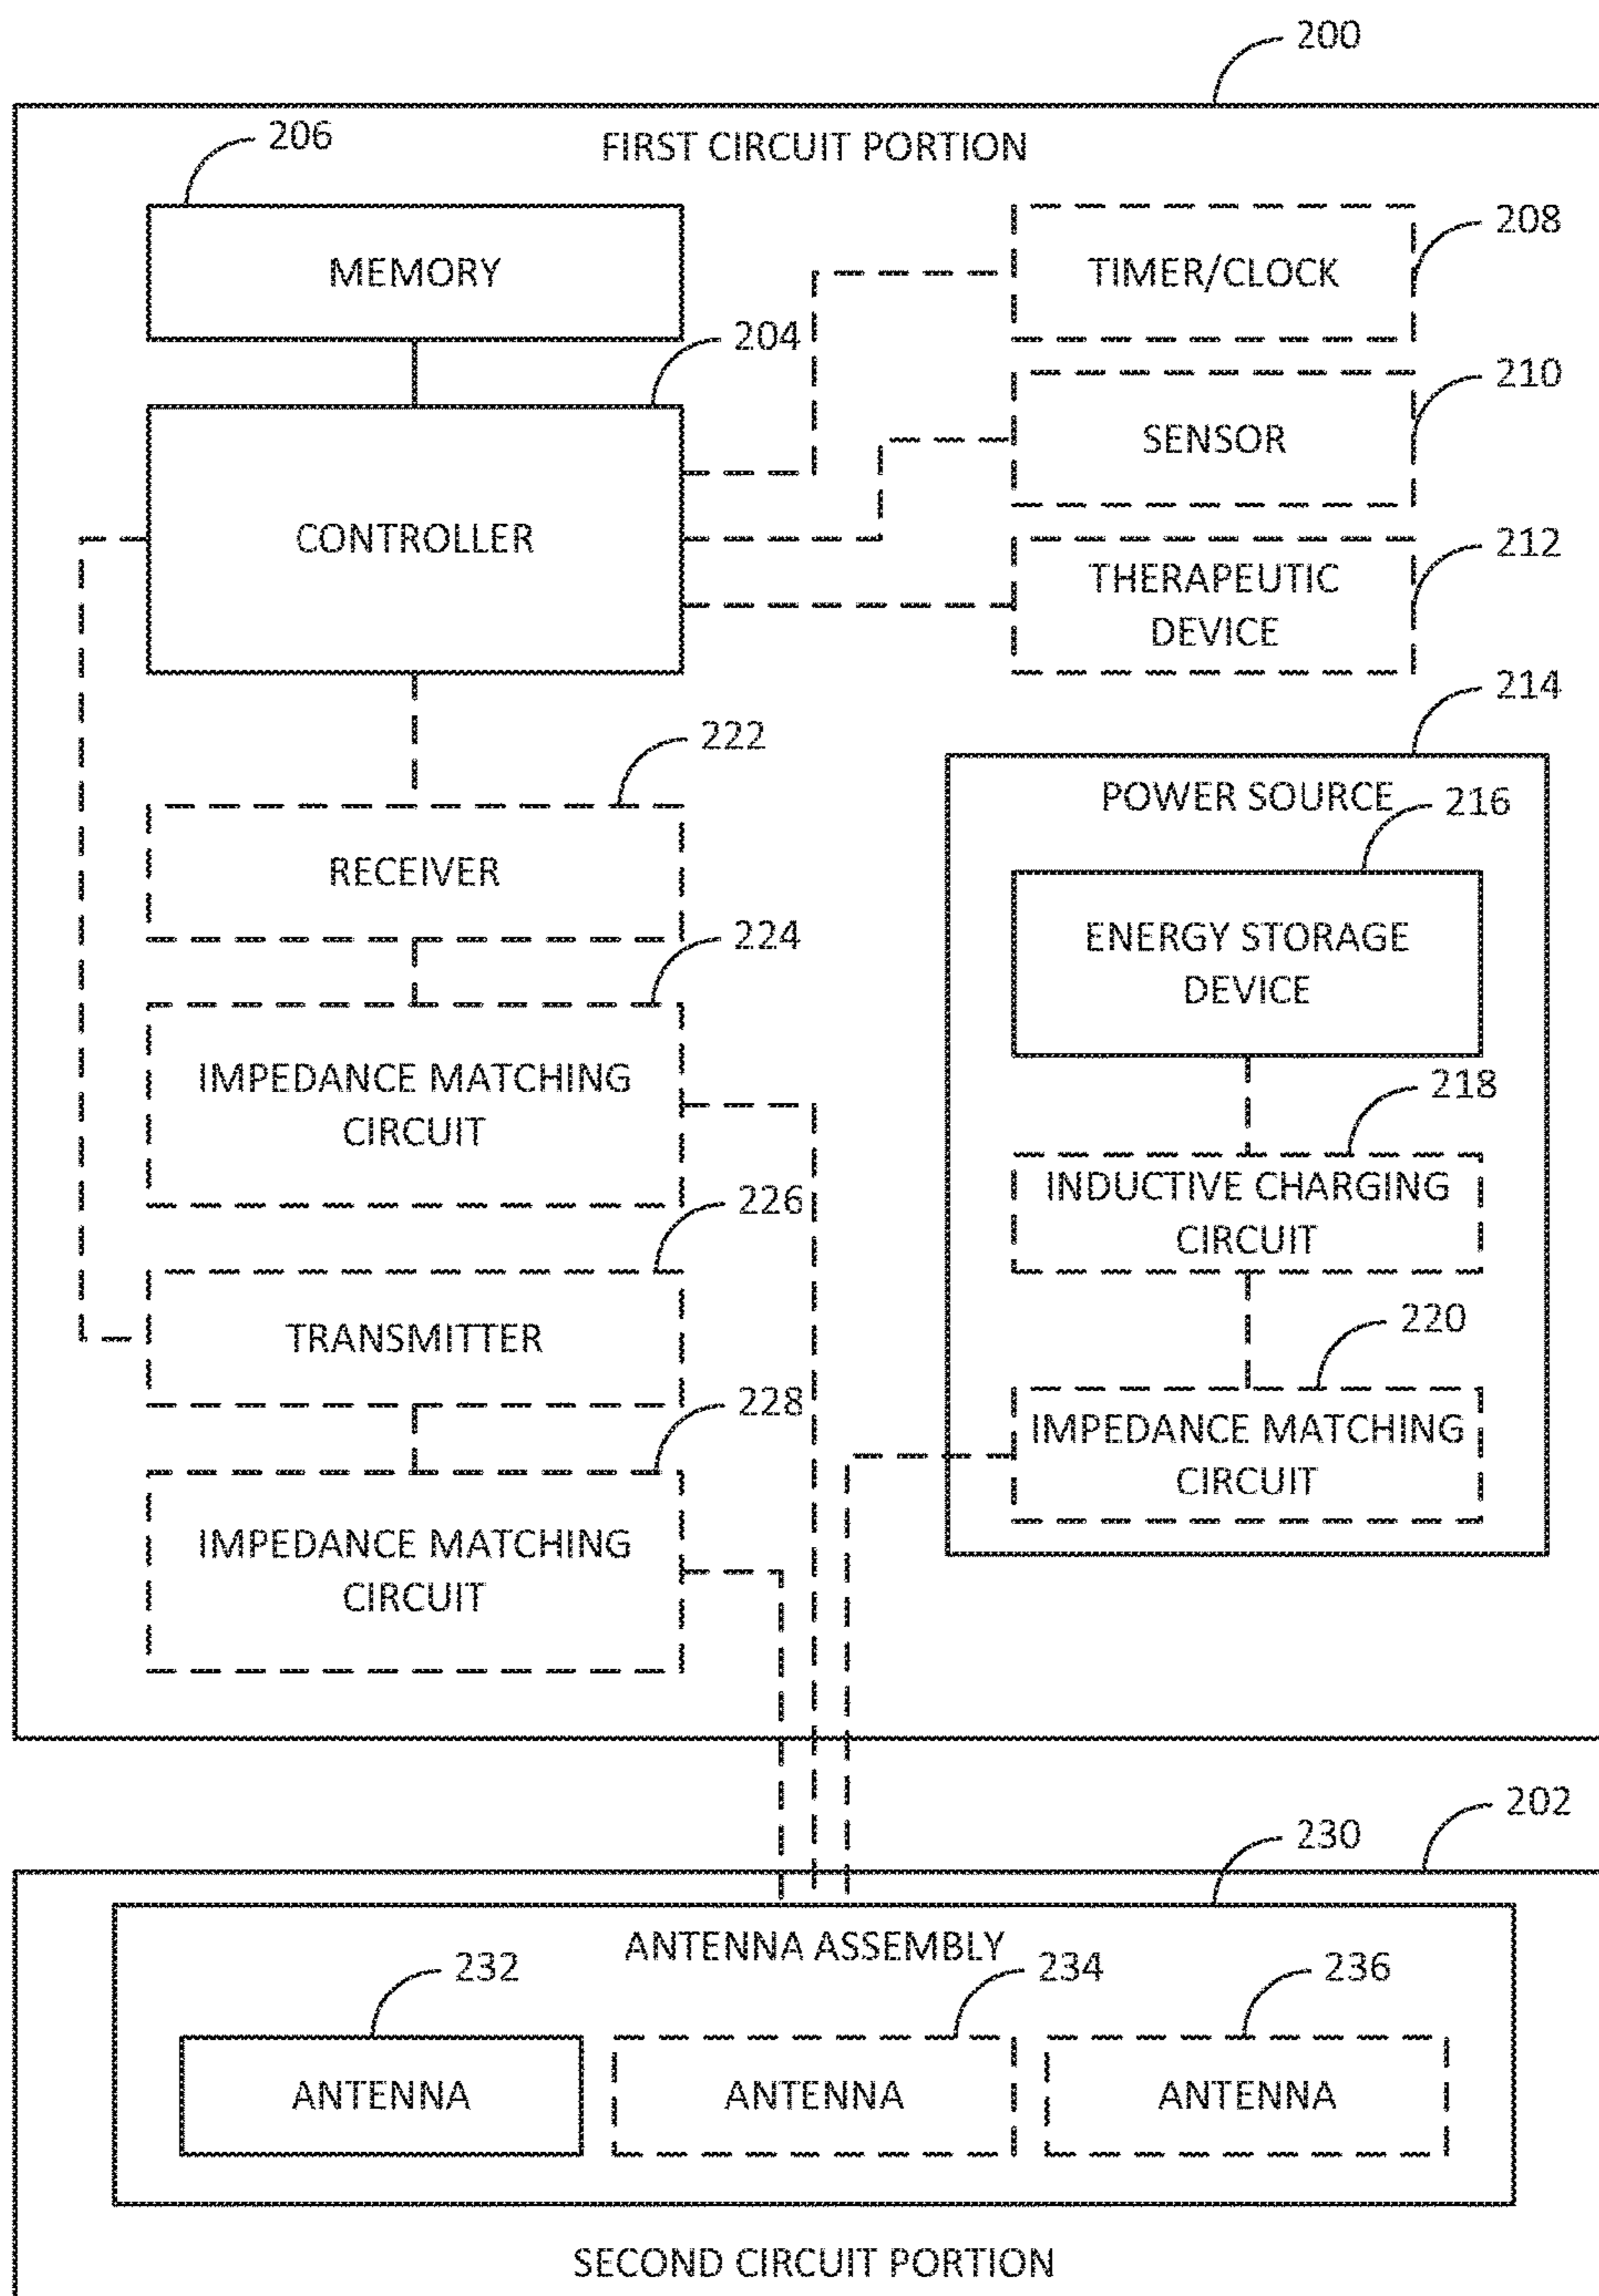 200
FIRST CIRCUIT PORTION
206
MEMORY
208
TIMER/CLOCK
204
CONTROLLER
210
SENSOR
212
THERAPEUTIC
DEVICE
214
POWER SOURCE
216
ENERGY STORAGE
DEVICE
218
INDUCTIVE CHARGING
CIRCUIT
220
IMPEDANCE MATCHING
CIRCUIT
222
RECEIVER
224
IMPEDANCE MATCHING
CIRCUIT
226
TRANSMITTER
228
IMPEDANCE MATCHING
CIRCUIT
202
230
ANTENNA ASSEMBLY
232
ANTENNA
234
ANTENNA
236
ANTENNA
SECOND CIRCUIT PORTION